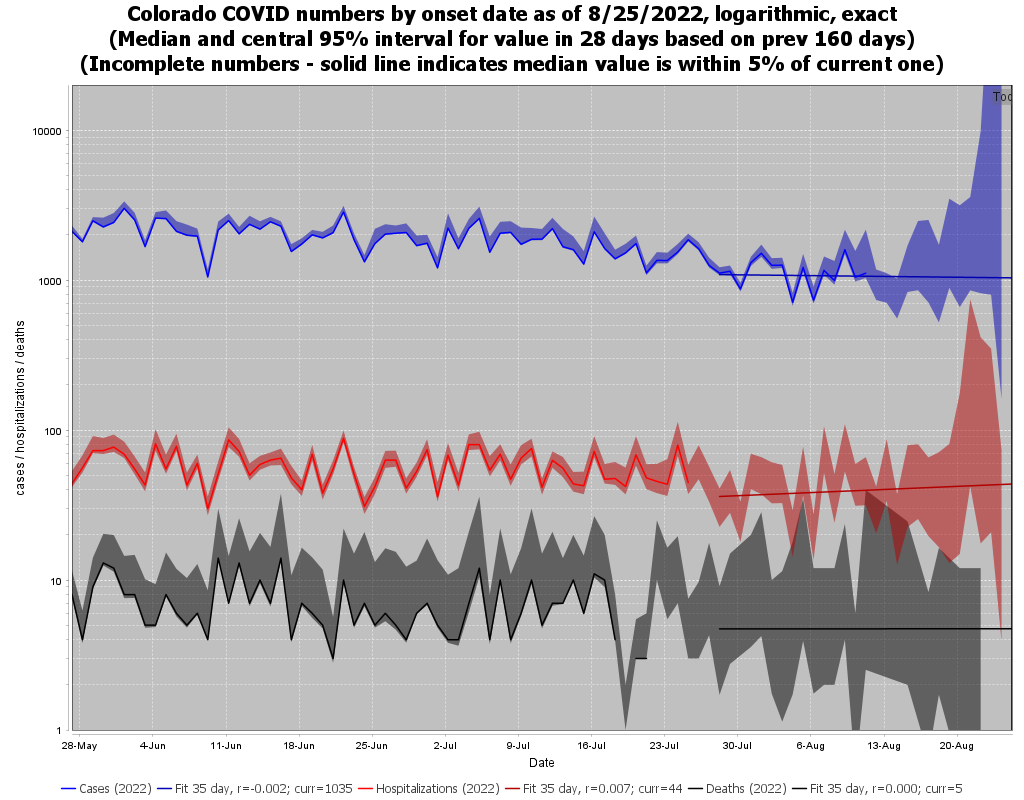 Colorado COVID numbers by onset date as of 8/25/2022, logarithmic, exact
(Median and central 95% interval for value in 28 days based on prev 160 days)
(Incomplete numbers - solid line indicates median value is within 5% of current one)
Too
10000
1000
100
10
1
cases / hospitalizations / deaths
28-May 4-Jun 11-Jun 18-Jun 25-Jun 2-Jul 9-Jul 16-Jul 23-Jul 30-Jul 6-Aug 13-Aug 20-Aug
Date
Cases (2022) Fit 35 day, r=-0.002; curr=1035 Hospitalizations (2022) Fit 35 day, r=0.007; curr=44 Deaths (2022) Fit 35 day, r=0.000; curr=5